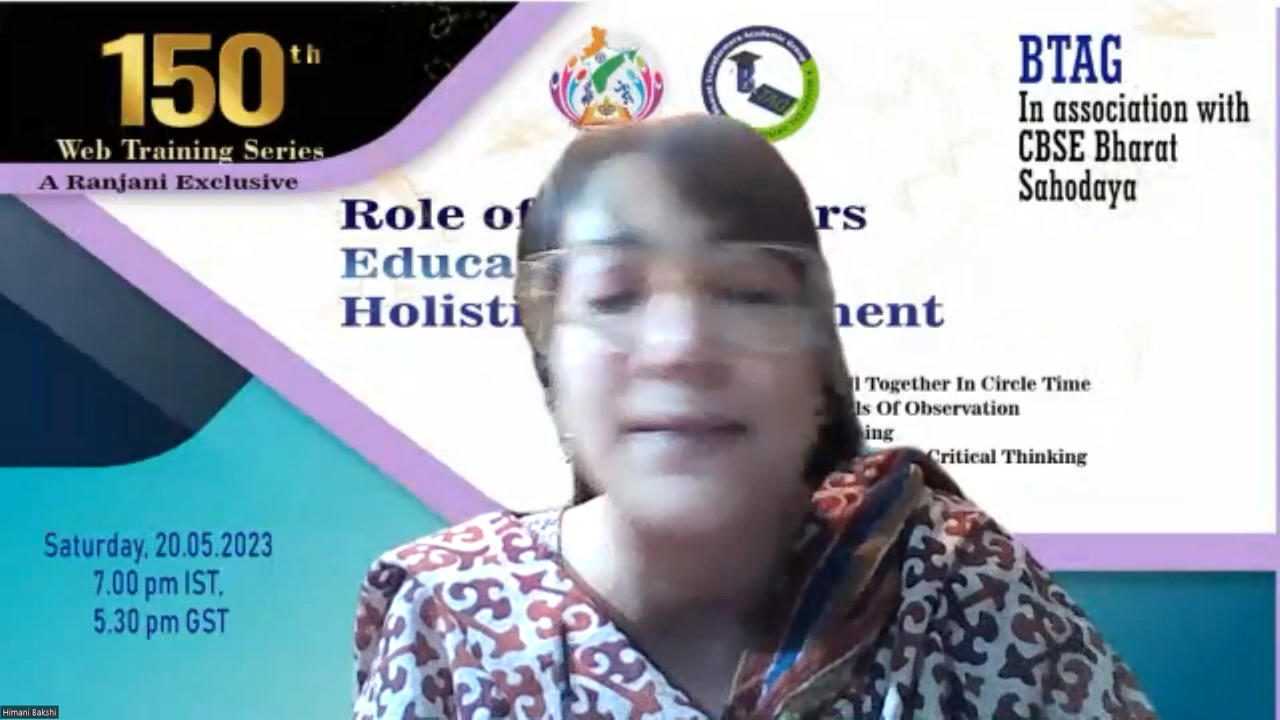 150th
Web Training Series
A Ranjani Exclusive
BTAG
In association with
CBSE Bharat
Sahodaya
TAG
Role of rs
Educa
Holisti ment
ll Together In Circle Time
ls Of Observation
ing
Critical Thinking
Saturday, 20.05.2023
7.00 pm IST,
5.30 pm GST
Himani Bakshi